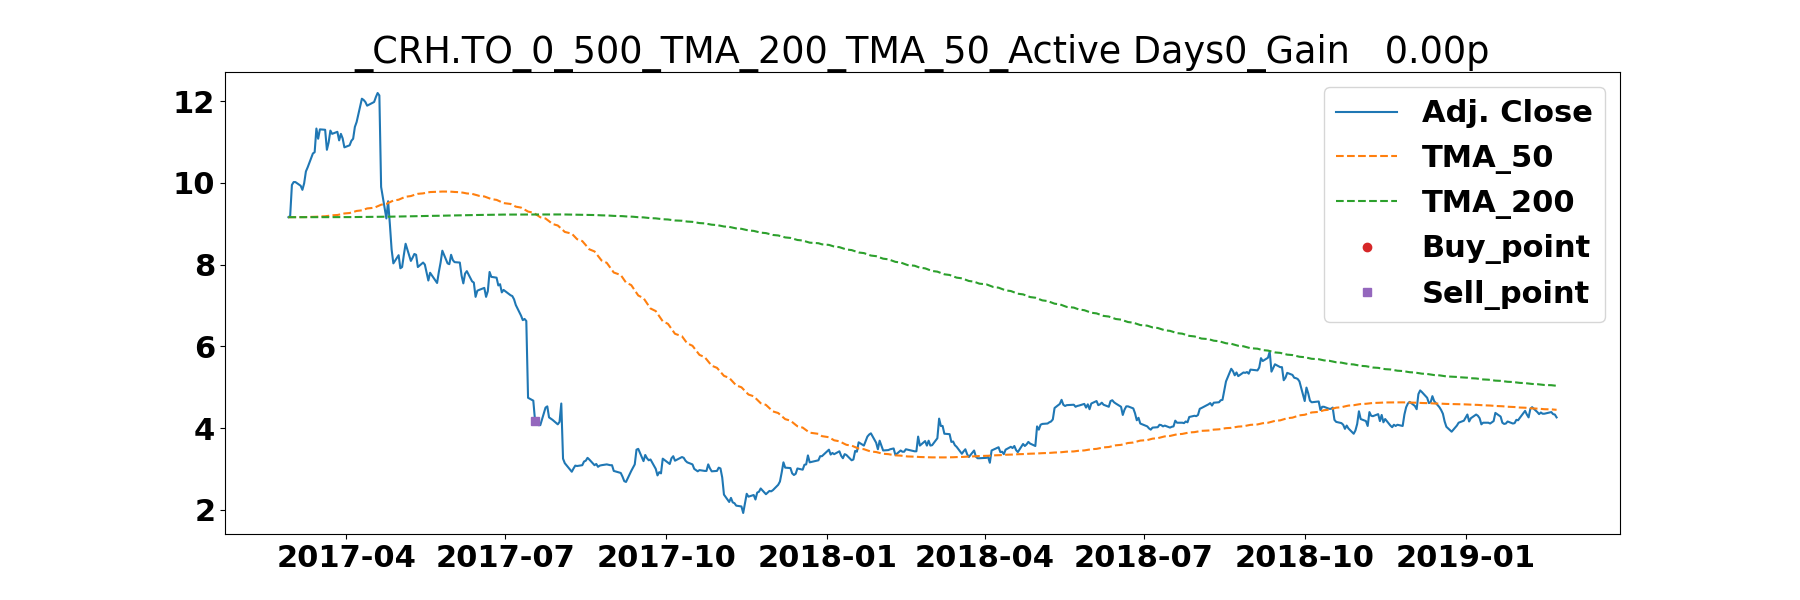 _CRH.TO_0_500_TMA_200_TMA_50_Active Days0_Gain   0.00p
12
10
8
6
4
2
Adj. Close
TMA_50
TMA_200
Buy_point
Sell_point
2017-04 2017-07 2017-10 2018-01 2018-04 2018-07 2018-10 2019-01